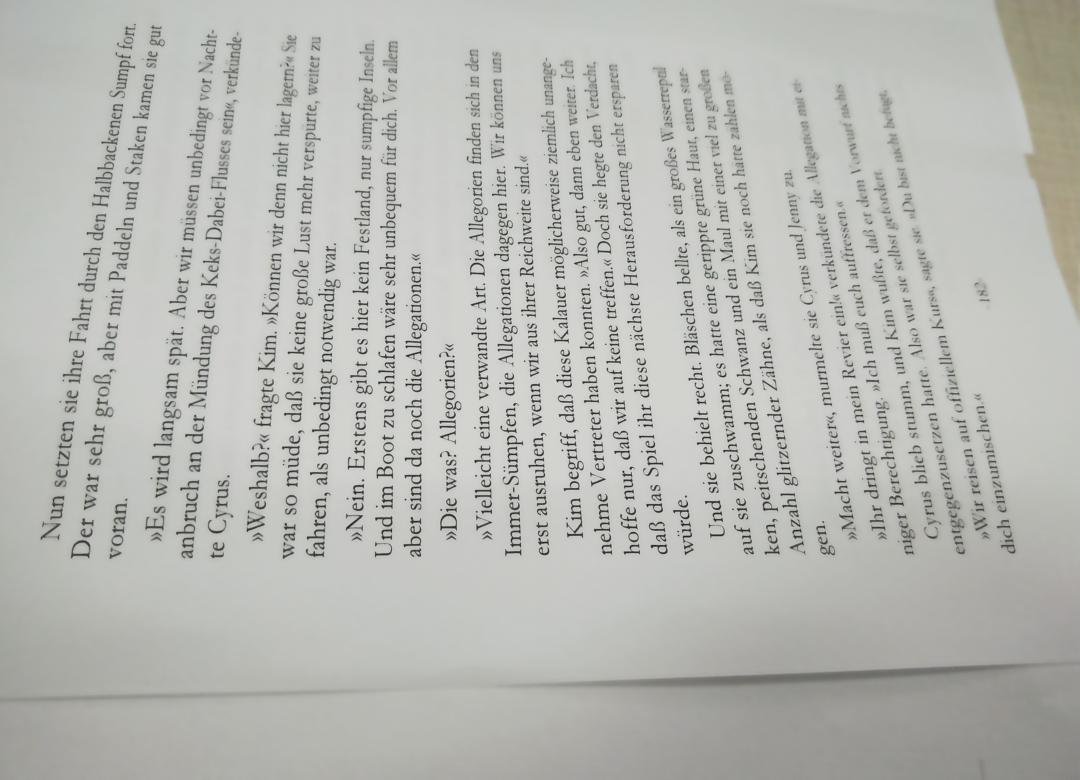 Nun setzten sie ihre Fahrt durch den Halbbackenen Sumpf fort.
Der war sehr groß, aber mit Paddeln und Staken kamen sie gut
voran.
»Es wird langsam spät. Aber wir müssen unbedingt vor Nacht-
anbruch an der Mündung des Keks-Dabei-Flusses sein«, verkünde-
te Cyrus.
»Weshalb?« fragte Kim. »Können wir denn nicht hier lagern?« Sie
war so müde, daß sie keine große Lust mehr verspürte, weiter zu
fahren, als unbedingt notwendig war.
»Nein. Erstens gibt es hier kein Festland, nur sumpfige Inseln.
Und im Boot zu schlafen wäre sehr unbequem für dich. Vor allem
aber sind da noch die Allegationen.«
»Die was? Allegorien?«
»Vielleicht eine verwandte Art. Die Allegorien finden sich in den
Immer-Sümpfen, die Allegationen dagegen hier. Wir können uns
erst ausruhen, wenn wir aus ihrer Reichweite sind.«
Kim begriff, daß diese Kalauer möglicherweise ziemlich unange-
nehme Vertreter haben konnten. »Also gut, dann eben weiter. Ich
hoffe nur, daß wir auf keine treffen.« Doch sie hegte den Verdacht,
daß das Spiel ihr diese nächste Herausforderung nicht ersparen
würde.
Und sie behielt recht. Bläschen bellte, als ein großes Wasserreptil
auf sie zuschwamm; es hatte eine gerippte grüne Haut, einen star-
ken, peitschenden Schwanz und ein Maul mit einer viel zu großen
Anzahl glitzernder Zähne, als daß Kim sie noch hätte zählen mö-
gen.
»Macht weiter«, murmelte sie Cyrus und Jenny zu.
»Ihr dringt in mein Revier ein!« verkündete die Allegation mit ei-
niger Berechtigung. »Ich muß euch auffressen.«
Cyrus blieb stumm, und Kim wußte, daß er dem Vorwurf nichts
entgegenzusetzen hatte. Also war sie selbst gefordert.
»Wir reisen auf offiziellem Kurs«, sagte sie. »Du bist nicht befugt,
dich einzumischen.«
182